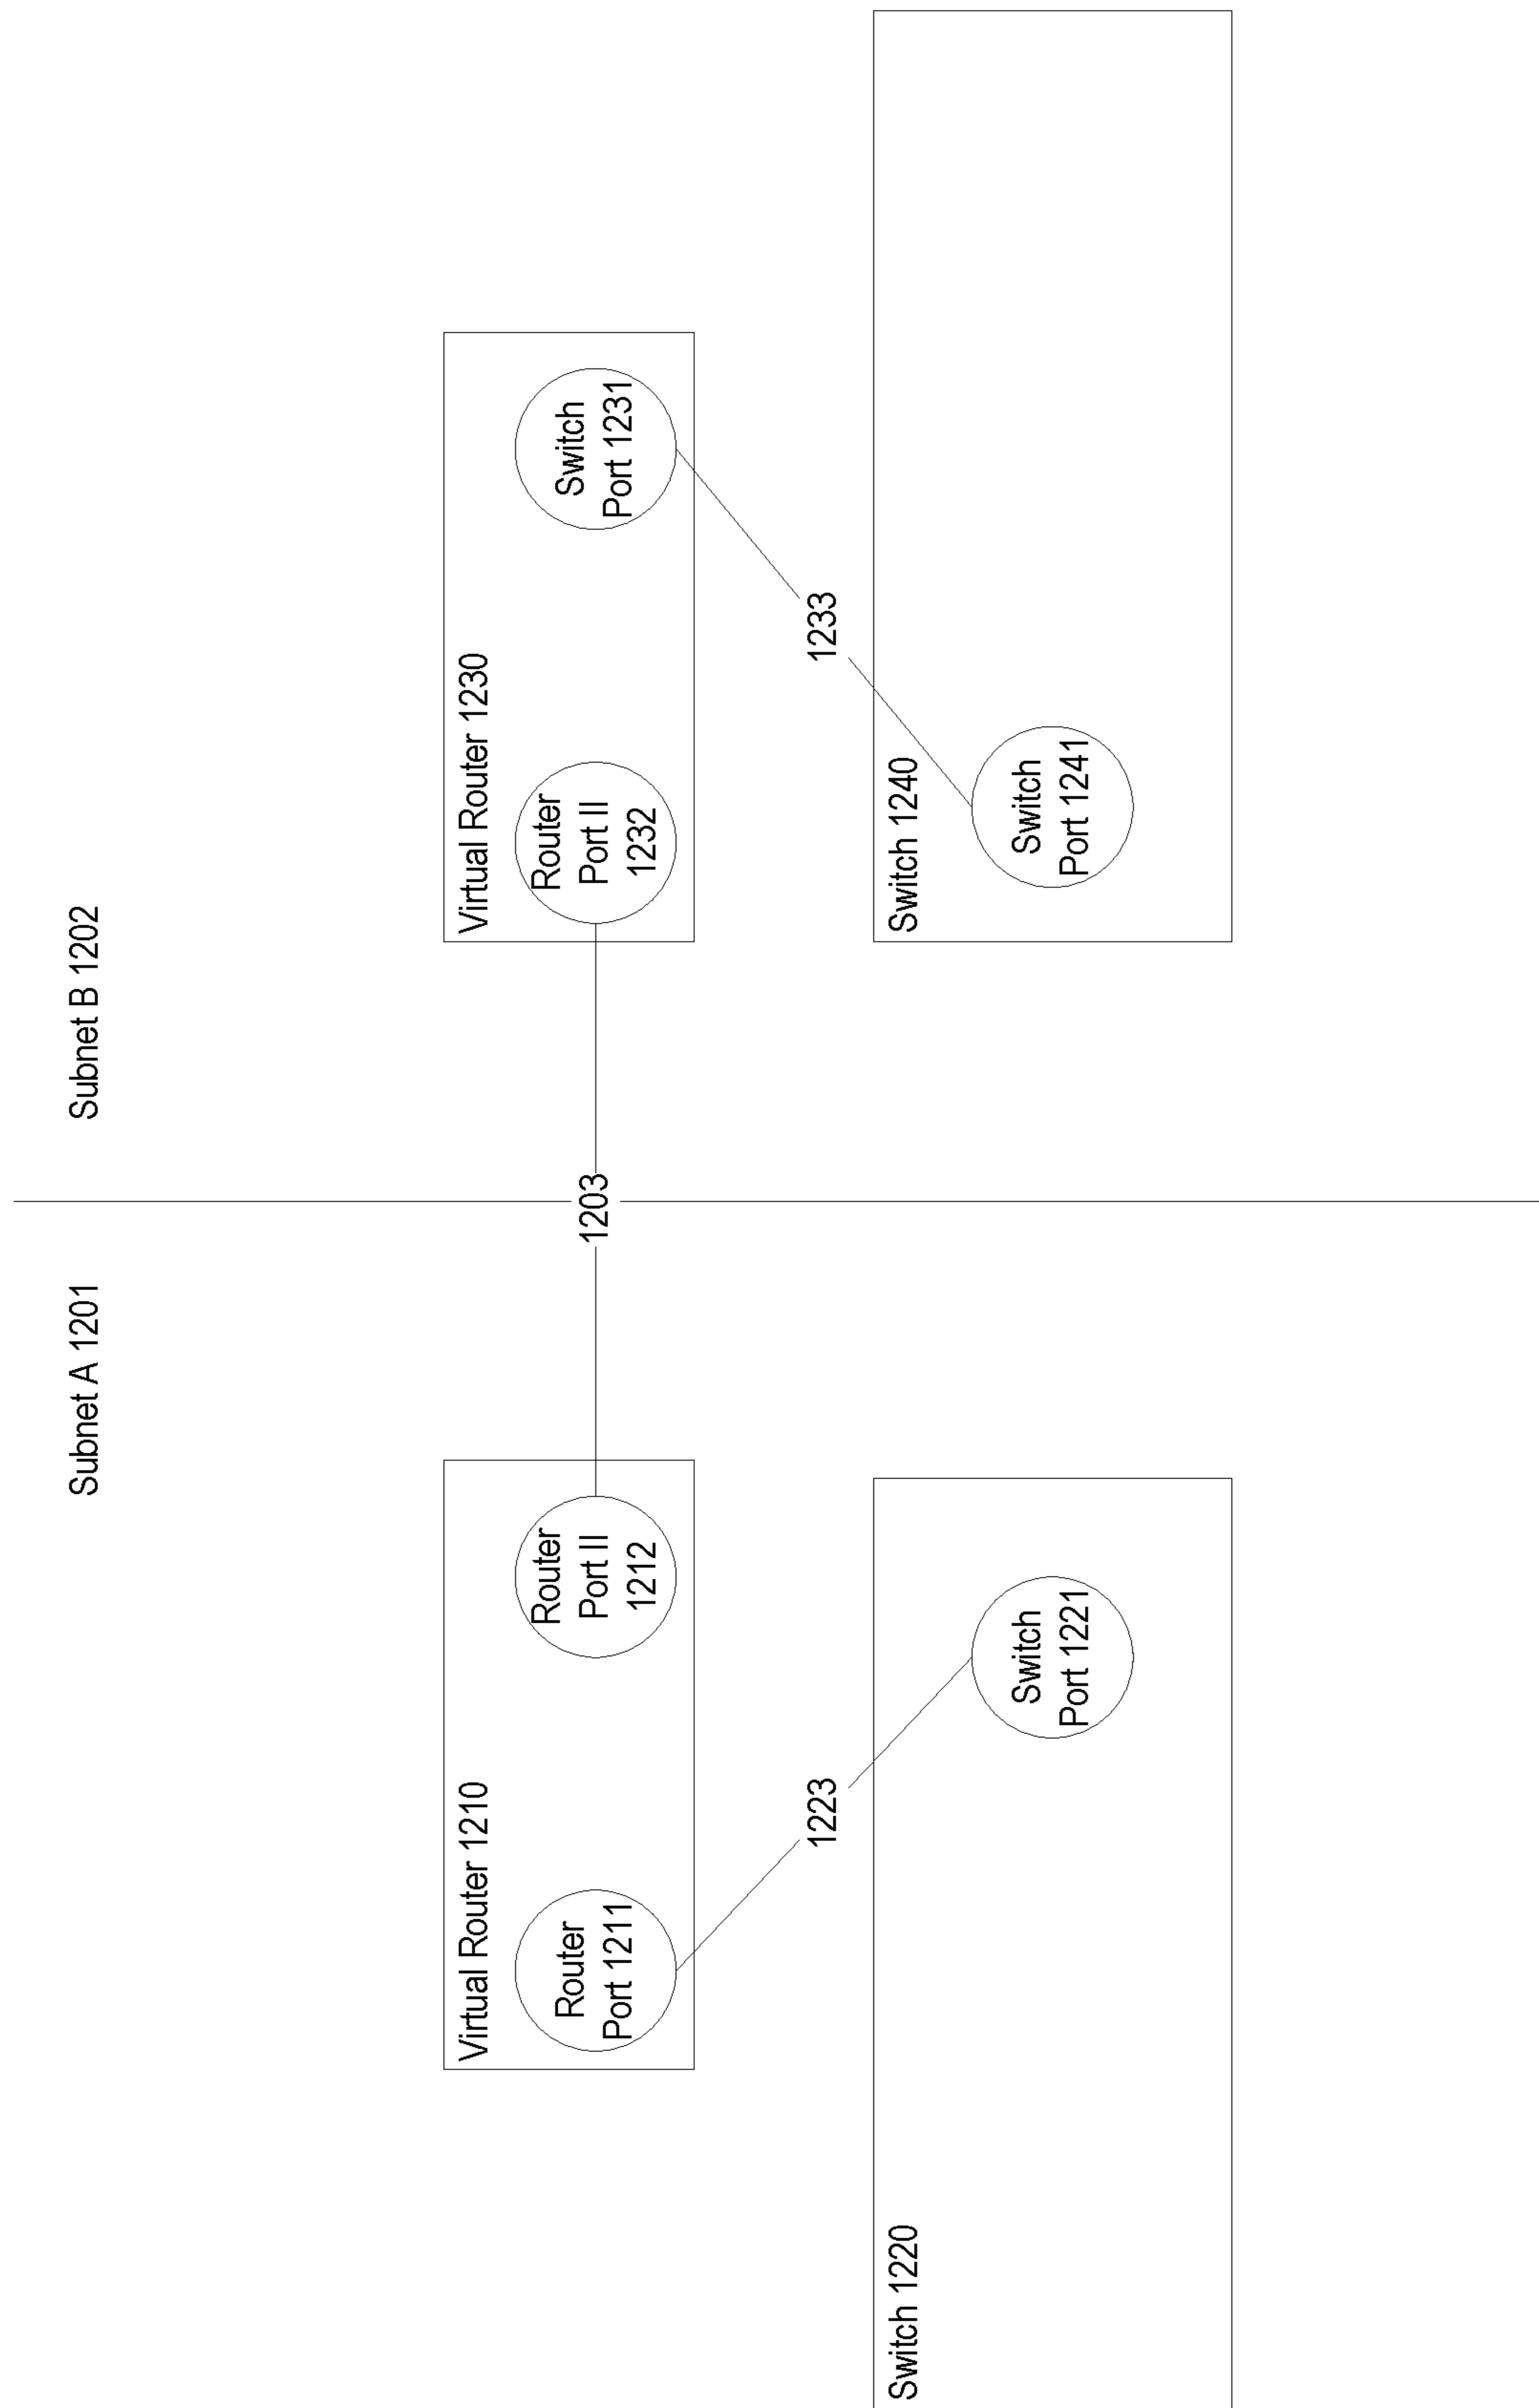 Subnet A 1201
Subnet B 1202
Virtual Router 1210
Router
Port 1211
Router
Port II
1212
1203
Virtual Router 1230
Router
Port II
1232
Switch
Port 1231
1223
1233
Switch 1220
Switch
Port 1221
Switch 1240
Switch
Port 1241